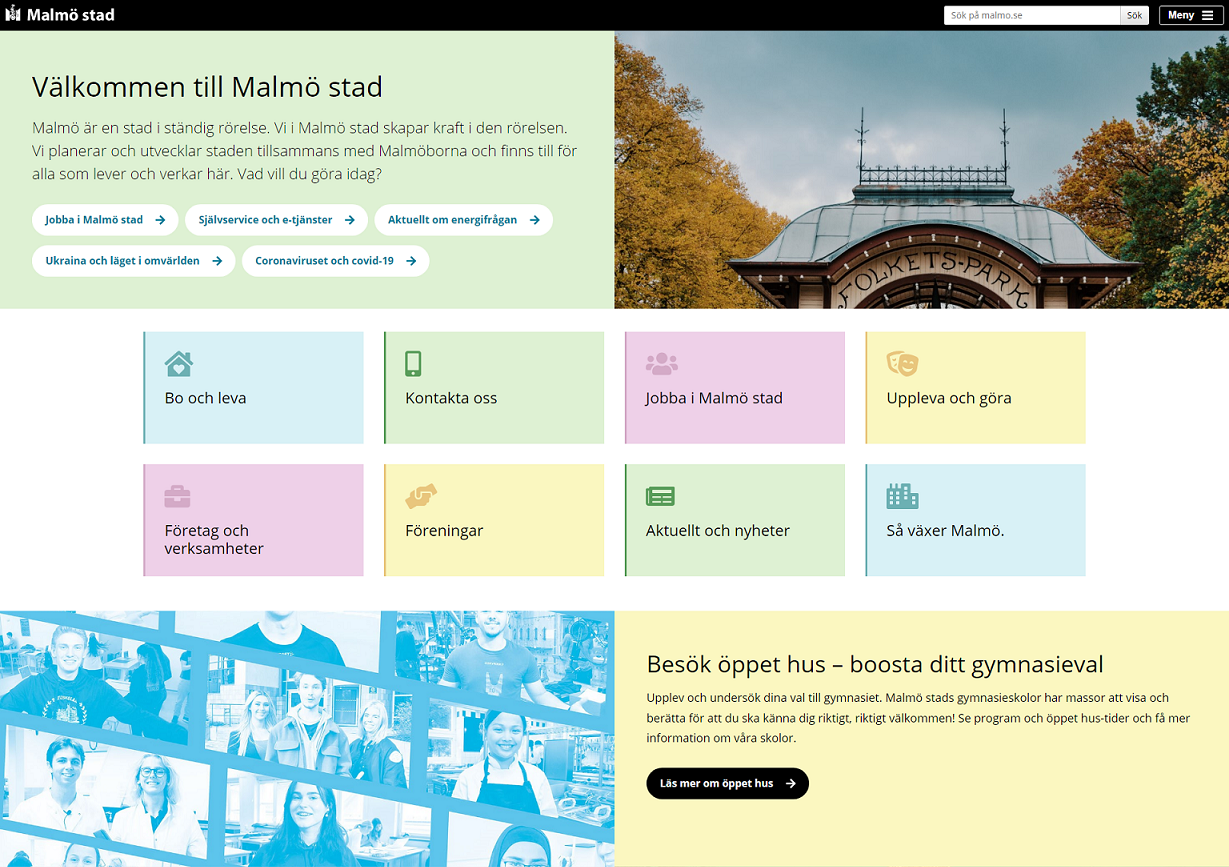 Malmö stad
Sök på malmo.se
Sök
Meny
Välkommen till Malmö stad
Malmö är en stad i ständig rörelse. Vi i Malmö stad skapar kraft i den rörelsen.
Vi planerar och utvecklar staden tillsammans med Malmöborna och finns till för
alla som lever och verkar här. Vad vill du göra idag?
Jobba i Malmö stad
Självservice och e-tjänster
Aktuellt om energifrågan
Ukraina och läget i omvärlden
Coronaviruset och covid-19
FOLKETS-PARK
Bo och leva
Kontakta oss
Jobba i Malmö stad
Uppleva och göra
Företag och
verksamheter
Föreningar
Aktuellt och nyheter
Så växer Malmö.
Besök öppet hus – boosta ditt gymnasieval
Upplev och undersök dina val till gymnasiet. Malmö stads gymnasieskolor har massor att visa och
berätta för att du ska känna dig riktigt, riktigt välkommen! Se program och öppet hus-tider och få mer
information om våra skolor.
Läs mer om öppet hus